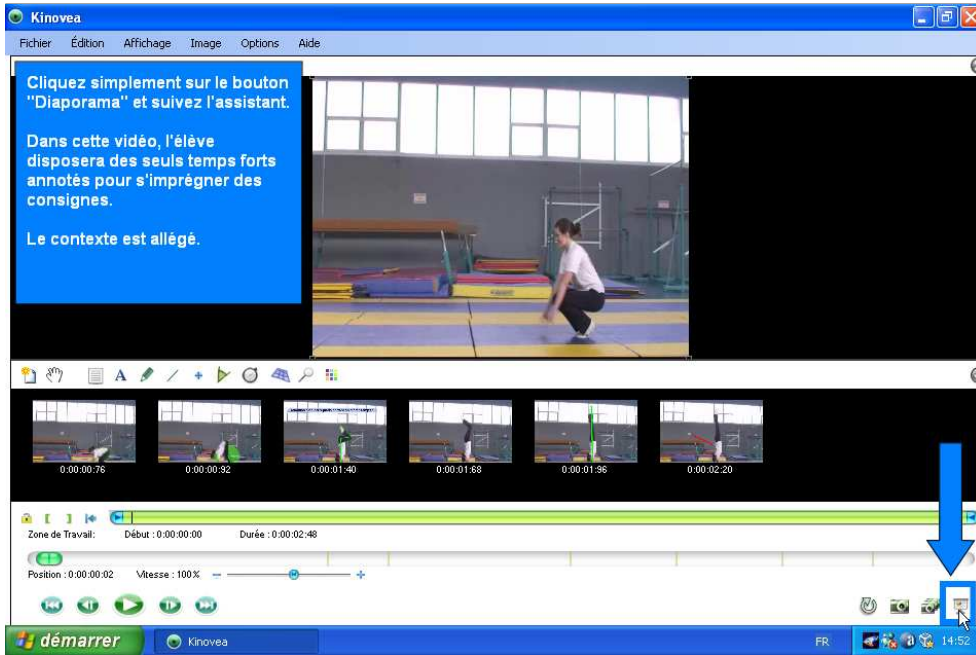 Kinovea
Fichier Édition Affichage Image Options Aide
Cliquez simplement sur le bouton
"Diaporama" et suivez l'assistant.
Dans cette vidéo, l'élève
disposera des seuls temps forts
annotés pour s'imprégner des
consignes.
Le contexte est allégé.
A
0:00:00:76 0:00:00:92 0:00:01:40 0:00:01:68 0:00:01:96 0:00:02:20
Zone de Travail: Début : 0:00:00:00 Durée : 0:00:02:48
Position : 0:00:00:02 Vitesse : 100%
démarrer Kinovea FR 14:52